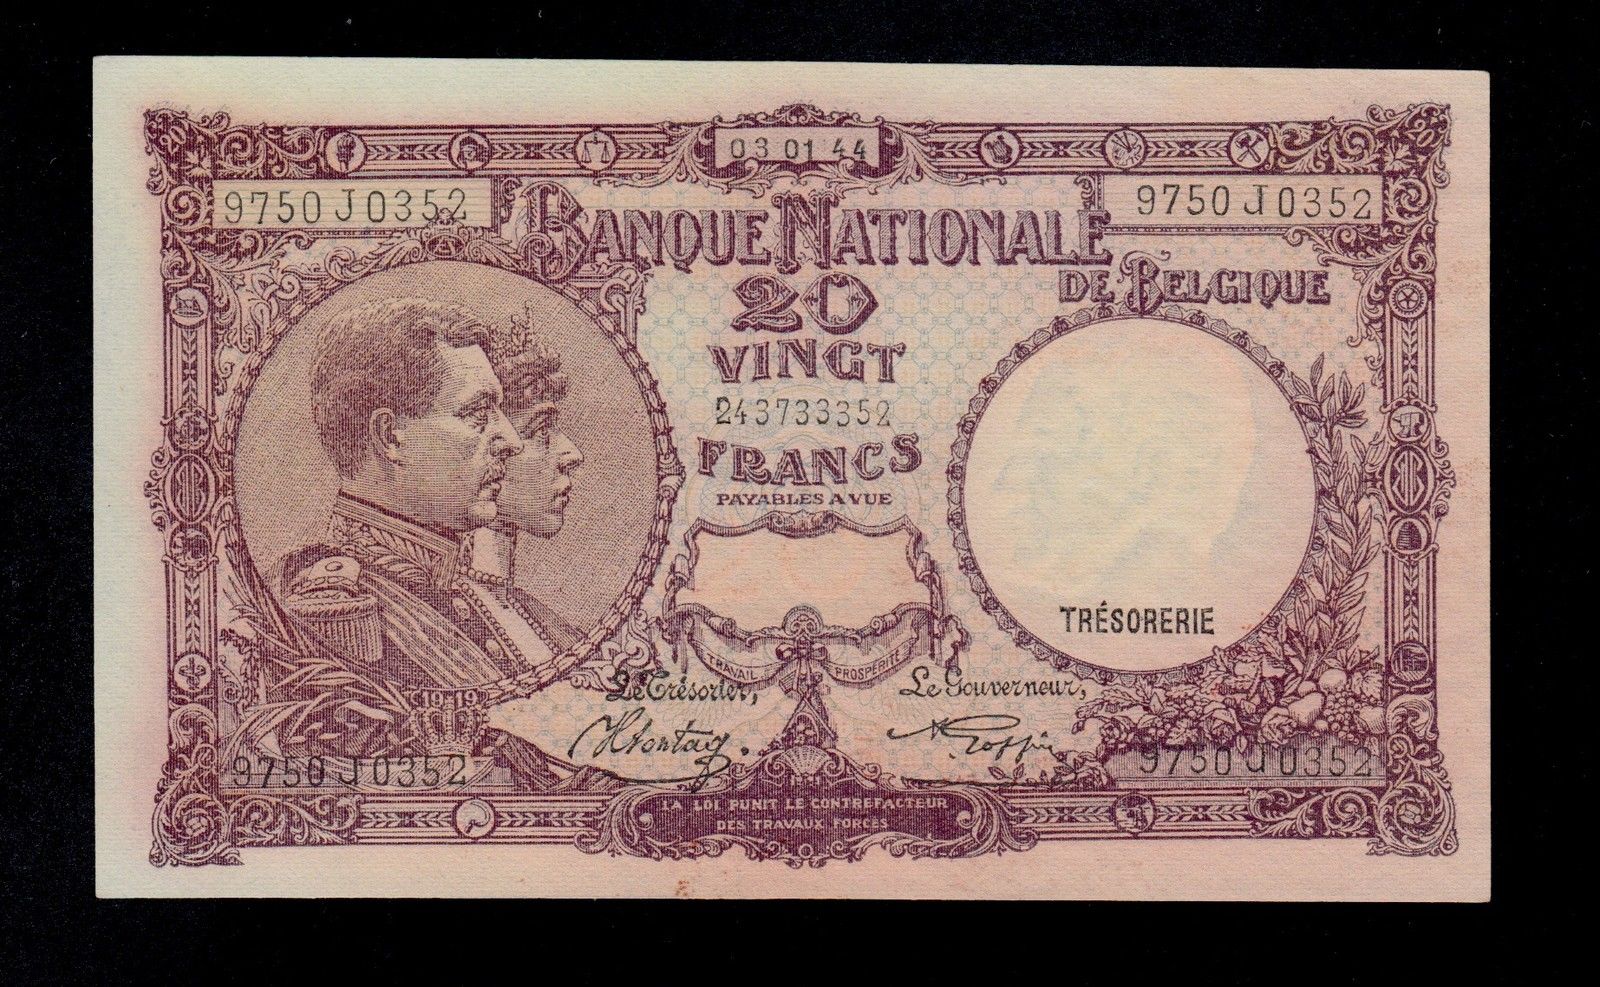 03 01 44
9750 J 0352
9750 J 0352
BANQUE NATIONALE
DE BELGIQUE
20
VINGT
243733352
FRANCS
PAYABLES A VUE
TRÉSORERIE
TRAVAIL PROSPÉRITÉ
Le Trésorier,
Le Gouverneur,
1919
9750 J 0352
9750 J 0352
LA LOI PUNIT LE CONTREFACTEUR
DES TRAVAUX FORCÉS